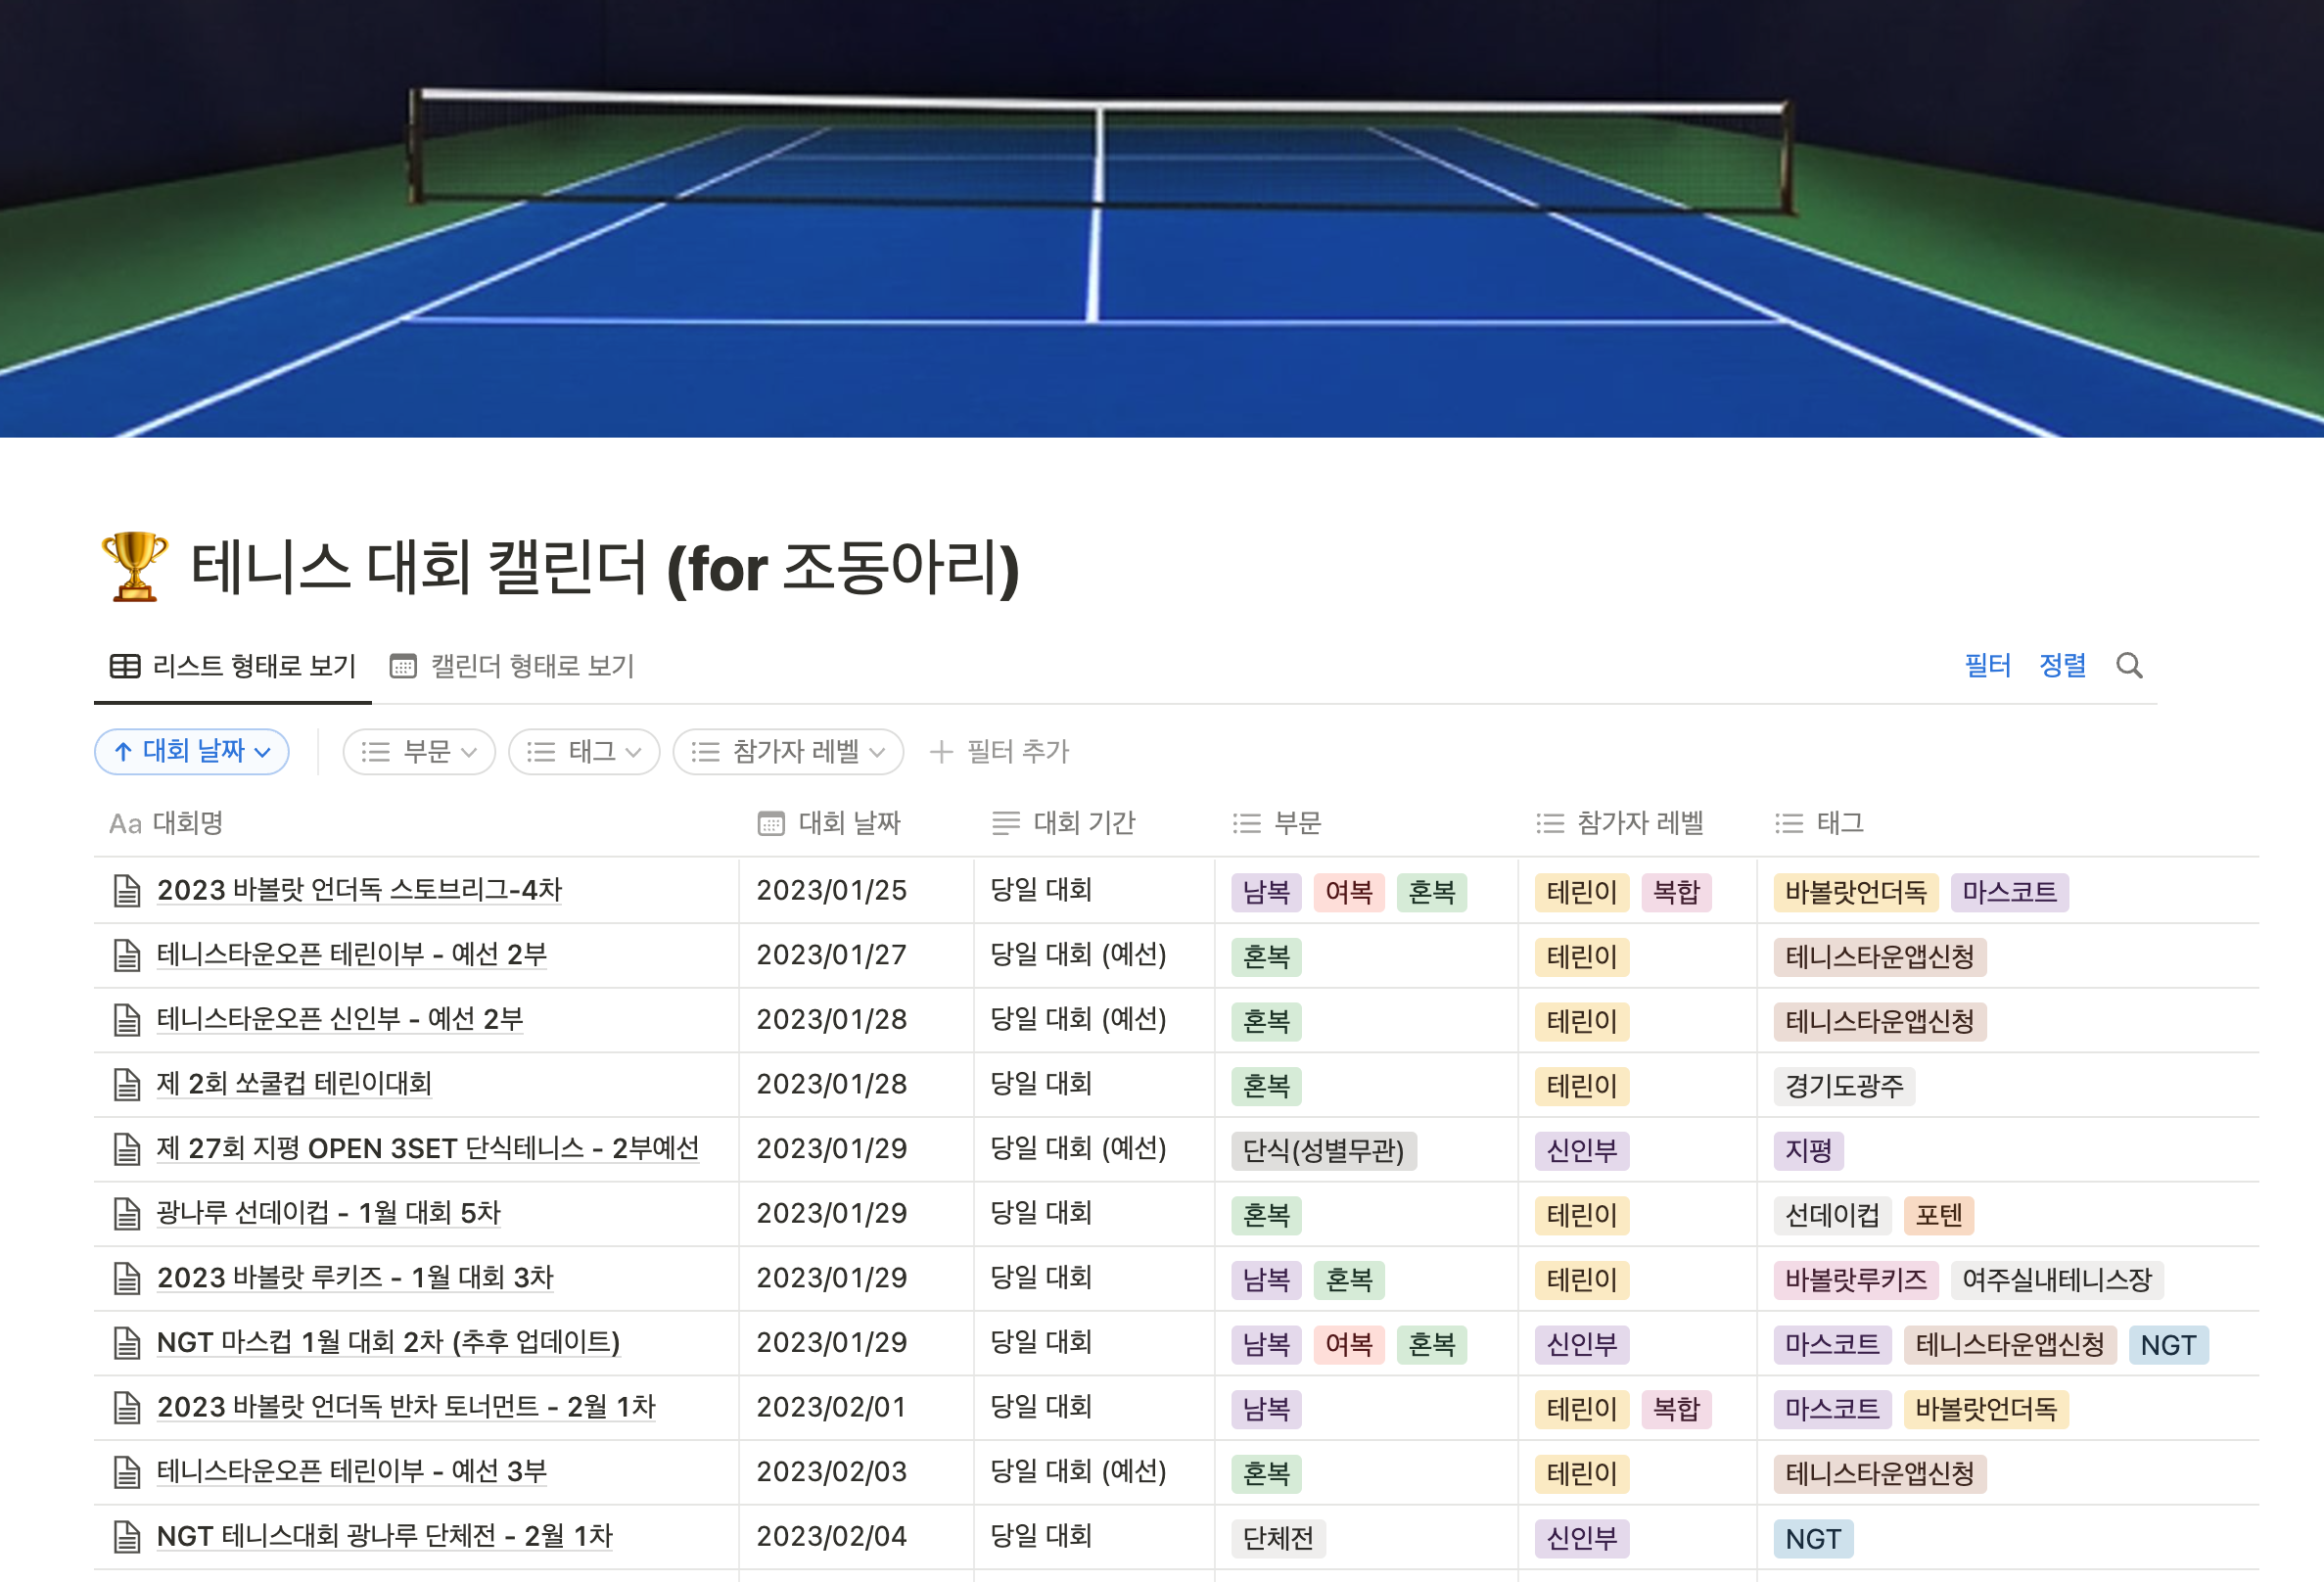 테니스 대회 캘린더 (for 조동아리)
리스트 형태로 보기 캘린더 형태로 보기 필터 정렬
대회 날짜 부문 태그 참가자 레벨 필터 추가
Aa 대회명 대회 날짜 대회 기간 부문 참가자 레벨 태그
2023 바볼랏 언더독 스토브리그-4차 2023/01/25 당일 대회 남복 여복 혼복 테린이 복합 바볼랏언더독 마스코트
테니스타운오픈 테린이부 - 예선 2부 2023/01/27 당일 대회 (예선) 혼복 테린이 테니스타운앱신청
테니스타운오픈 신인부 - 예선 2부 2023/01/28 당일 대회 (예선) 혼복 테린이 테니스타운앱신청
제 2회 쏘쿨컵 테린이대회 2023/01/28 당일 대회 혼복 테린이 경기도광주
제 27회 지평 OPEN 3SET 단식테니스 - 2부예선 2023/01/29 당일 대회 (예선) 단식(성별무관) 신인부 지평
광나루 선데이컵 - 1월 대회 5차 2023/01/29 당일 대회 혼복 테린이 선데이컵 포텐
2023 바볼랏 루키즈 - 1월 대회 3차 2023/01/29 당일 대회 남복 혼복 테린이 바볼랏루키즈 여주실내테니스장
NGT 마스컵 1월 대회 2차 (추후 업데이트) 2023/01/29 당일 대회 남복 여복 혼복 신인부 마스코트 테니스타운앱신청 NGT
2023 바볼랏 언더독 반차 토너먼트 - 2월 1차 2023/02/01 당일 대회 남복 테린이 복합 마스코트 바볼랏언더독
테니스타운오픈 테린이부 - 예선 3부 2023/02/03 당일 대회 (예선) 혼복 테린이 테니스타운앱신청
NGT 테니스대회 광나루 단체전 - 2월 1차 2023/02/04 당일 대회 단체전 신인부 NGT